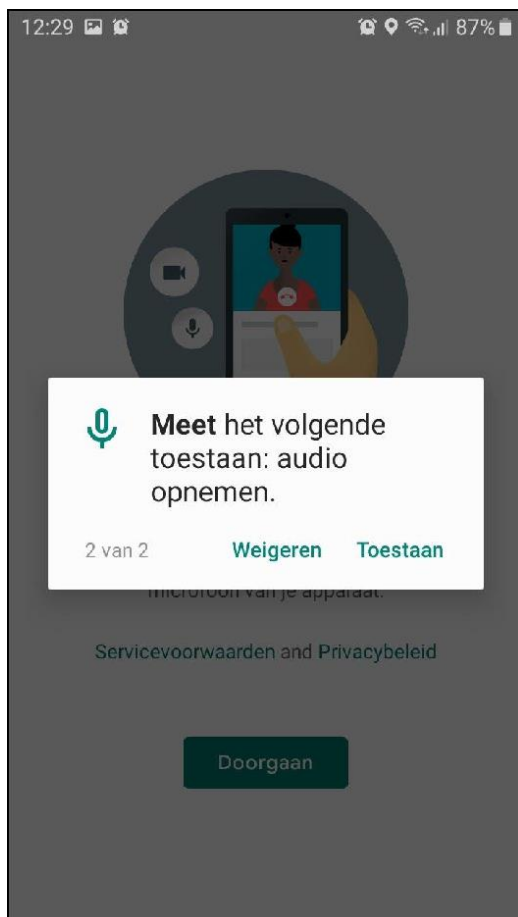 12:29 87%
Meet het volgende
toestaan: audio
opnemen.
2 van 2 Weigeren Toestaan
microfoon van je apparaat.
Servicevoorwaarden and Privacybeleid
Doorgaan